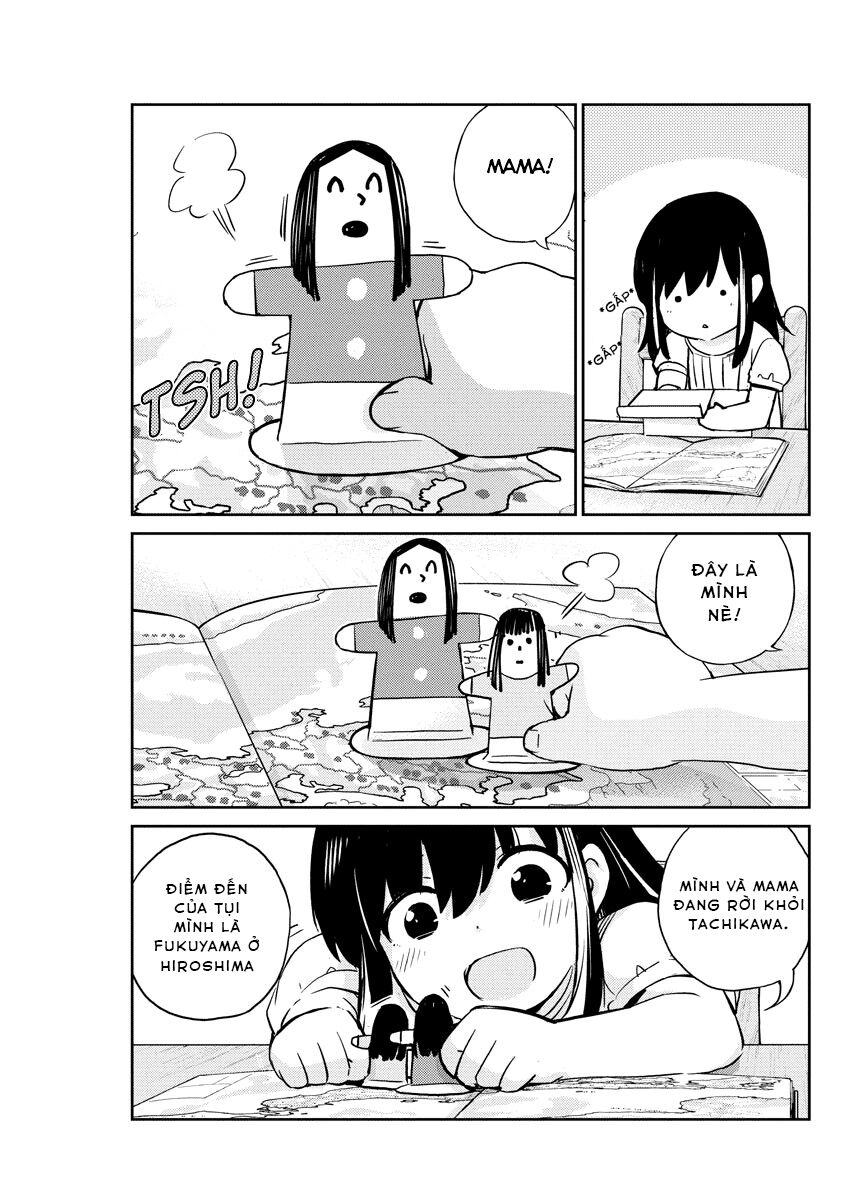 *GẤP*
*GẤP*
MAMA!
TSH!
ĐÂY LÀ
MÌNH
NÈ!
MÌNH VÀ MAMA
ĐANG RỜI KHỎI
TACHIKAWA.
ĐIỂM ĐẾN
CỦA TỤI
MÌNH LÀ
FUKUYAMA Ở
HIROSHIMA